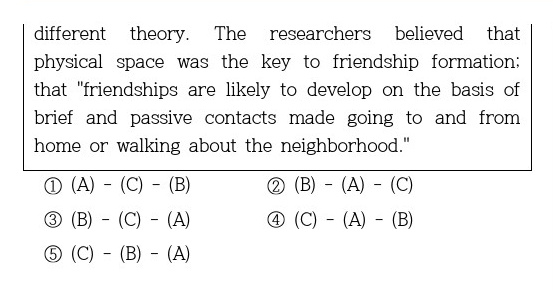 different theory. The researchers believed that
physical space was the key to friendship formation;
that "friendships are likely to develop on the basis of
brief and passive contacts made going to and from
home or walking about the neighborhood."
① (A) - (C) - (B) ② (B) - (A) - (C)
③ (B) - (C) - (A) ④ (C) - (A) - (B)
⑤ (C) - (B) - (A)